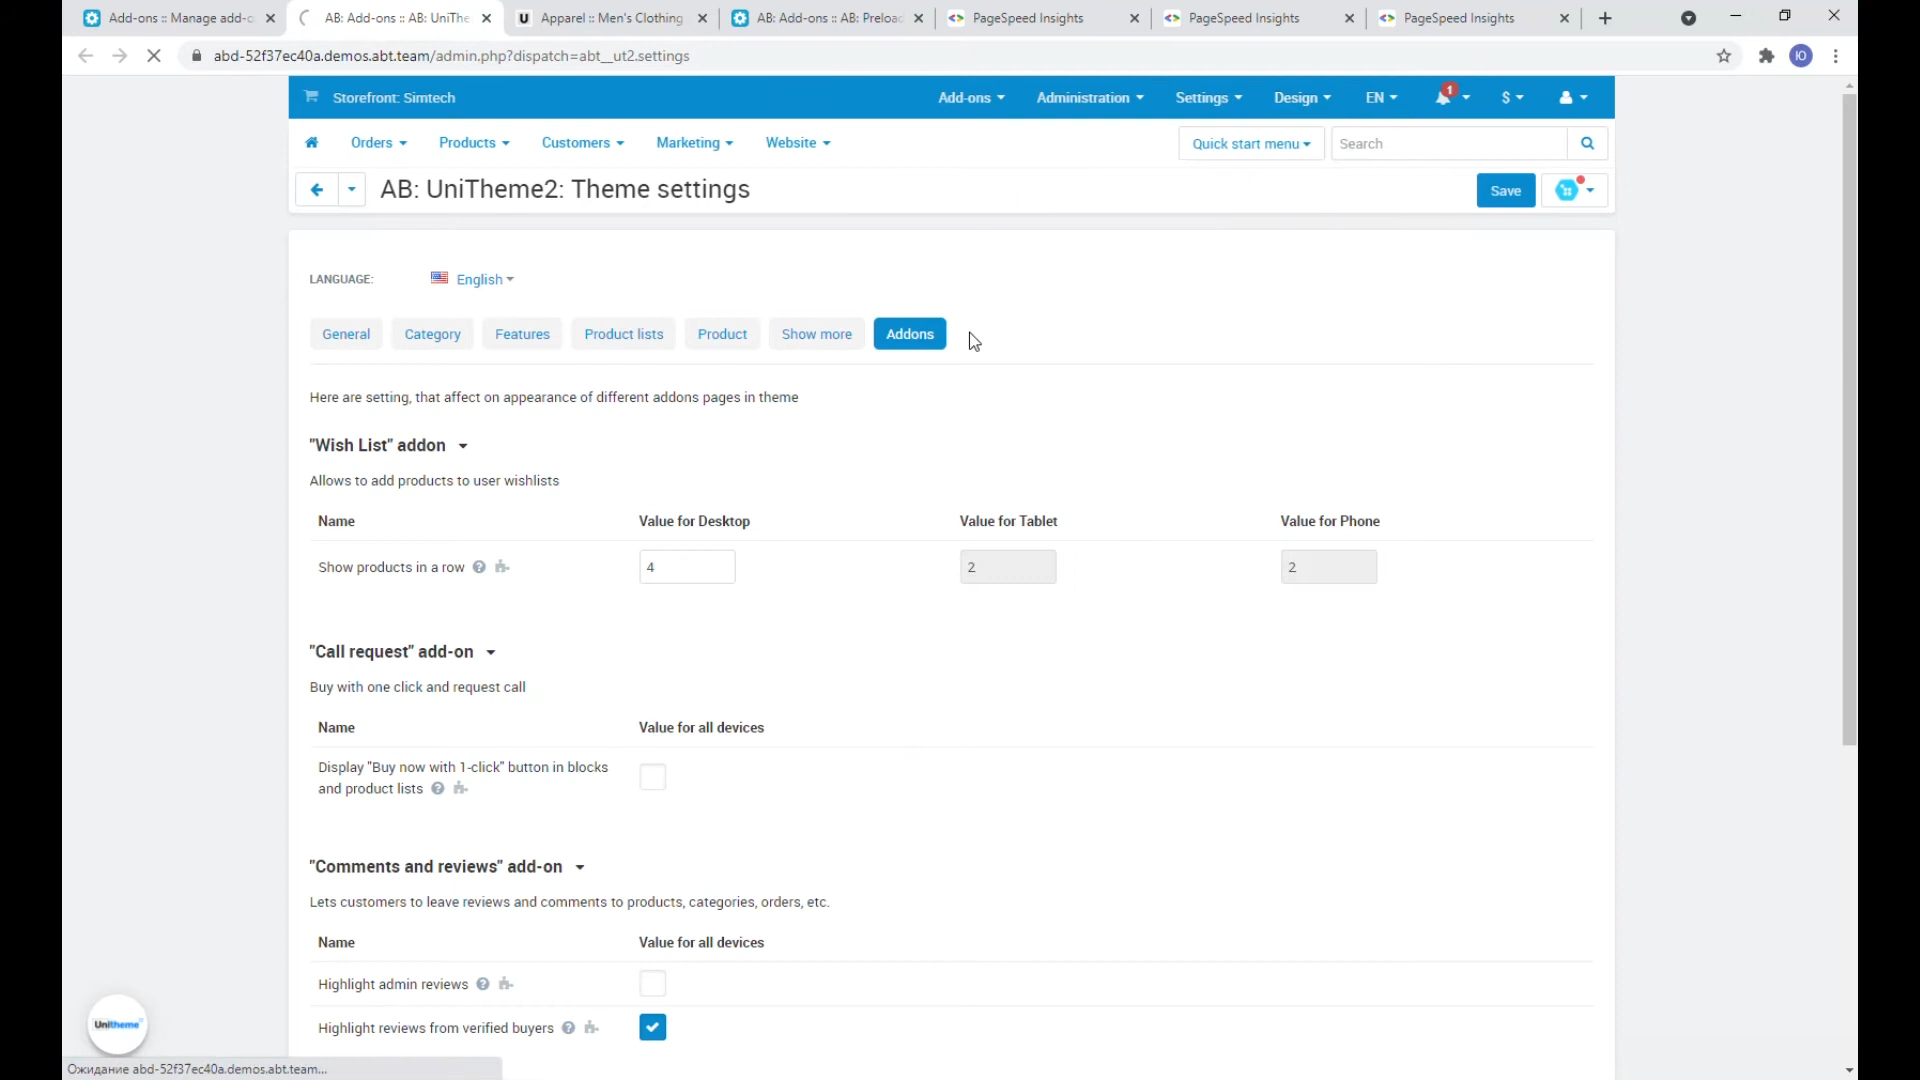 Add-ons :: Manage add-o
AB: Add-ons :: AB: UniThe
U
Apparel :: Men's Clothing
AB: Add-ons :: AB: Preload
PageSpeed Insights
PageSpeed Insights
PageSpeed Insights
abd-52f37ec40a.demos.abt.team/admin.php?dispatch=abt__ut2.settings
Ю
Storefront: Simtech
Add-ons
Administration
Settings
Design
EN
1
$
Orders
Products
Customers
Marketing
Website
Quick start menu
Search
AB: UniTheme2: Theme settings
Save
LANGUAGE:
English
General
Category
Features
Product lists
Product
Show more
Addons
Here are setting, that affect on appearance of different addons pages in theme
"Wish List" addon
Allows to add products to user wishlists
Name
Value for Desktop
Value for Tablet
Value for Phone
Show products in a row
4
2
2
"Call request" add-on
Buy with one click and request call
Name
Value for all devices
Display "Buy now with 1-click" button in blocks
and product lists
"Comments and reviews" add-on
Lets customers to leave reviews and comments to products, categories, orders, etc.
Name
Value for all devices
Highlight admin reviews
Highlight reviews from verified buyers
Unitheme
Ожидание abd-52f37ec40a.demos.abt.team...